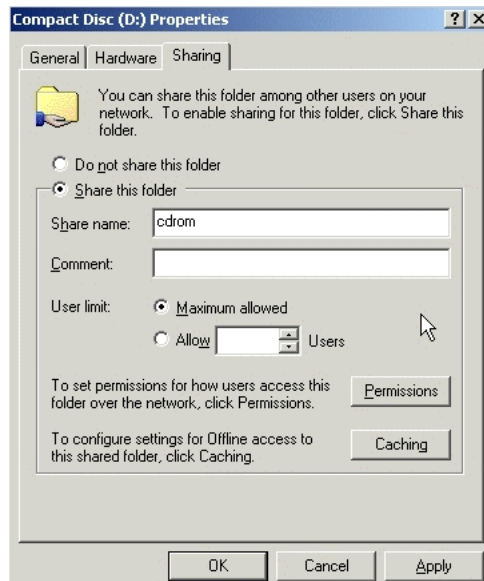 Compact Disc (D:) Properties
General
Hardware
Sharing
You can share this folder among other users on your
network. To enable sharing for this folder, click Share this
folder.
Do not share this folder
Share this folder
Share name: cdrom
Comment:
User limit: Maximum allowed
Allow Users
To set permissions for how users access this
folder over the network, click Permissions.
Permissions
To configure settings for Offline access to
this shared folder, click Caching.
Caching
OK
Cancel
Apply